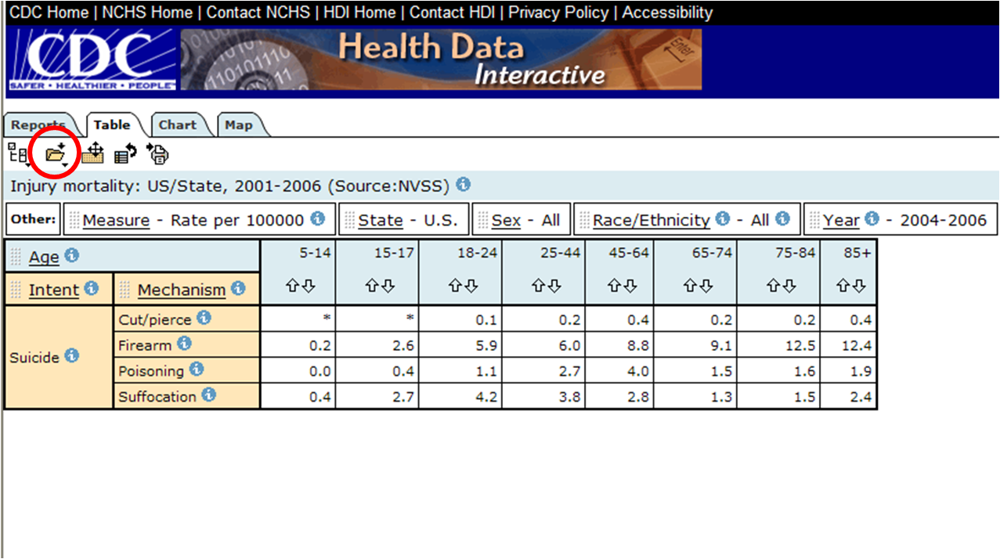 CDC Home | NCHS Home | Contact NCHS | HDI Home | Contact HDI | Privacy Policy | Accessibility
CDC
SAFER • HEALTHIER • PEOPLE™
Health Data
Interactive
Enter
Reports Table Chart Map
Injury mortality: US/State, 2001-2006 (Source:NVSS)
Other: Measure - Rate per 100000 State - U.S. Sex - All Race/Ethnicity - All Year - 2004-2006
Age 5-14 15-17 18-24 25-44 45-64 65-74 75-84 85+
Intent Mechanism
Suicide
Cut/pierce * * 0.1 0.2 0.4 0.2 0.2 0.4
Firearm 0.2 2.6 5.9 6.0 8.8 9.1 12.5 12.4
Poisoning 0.0 0.4 1.1 2.7 4.0 1.5 1.6 1.9
Suffocation 0.4 2.7 4.2 3.8 2.8 1.3 1.5 2.4